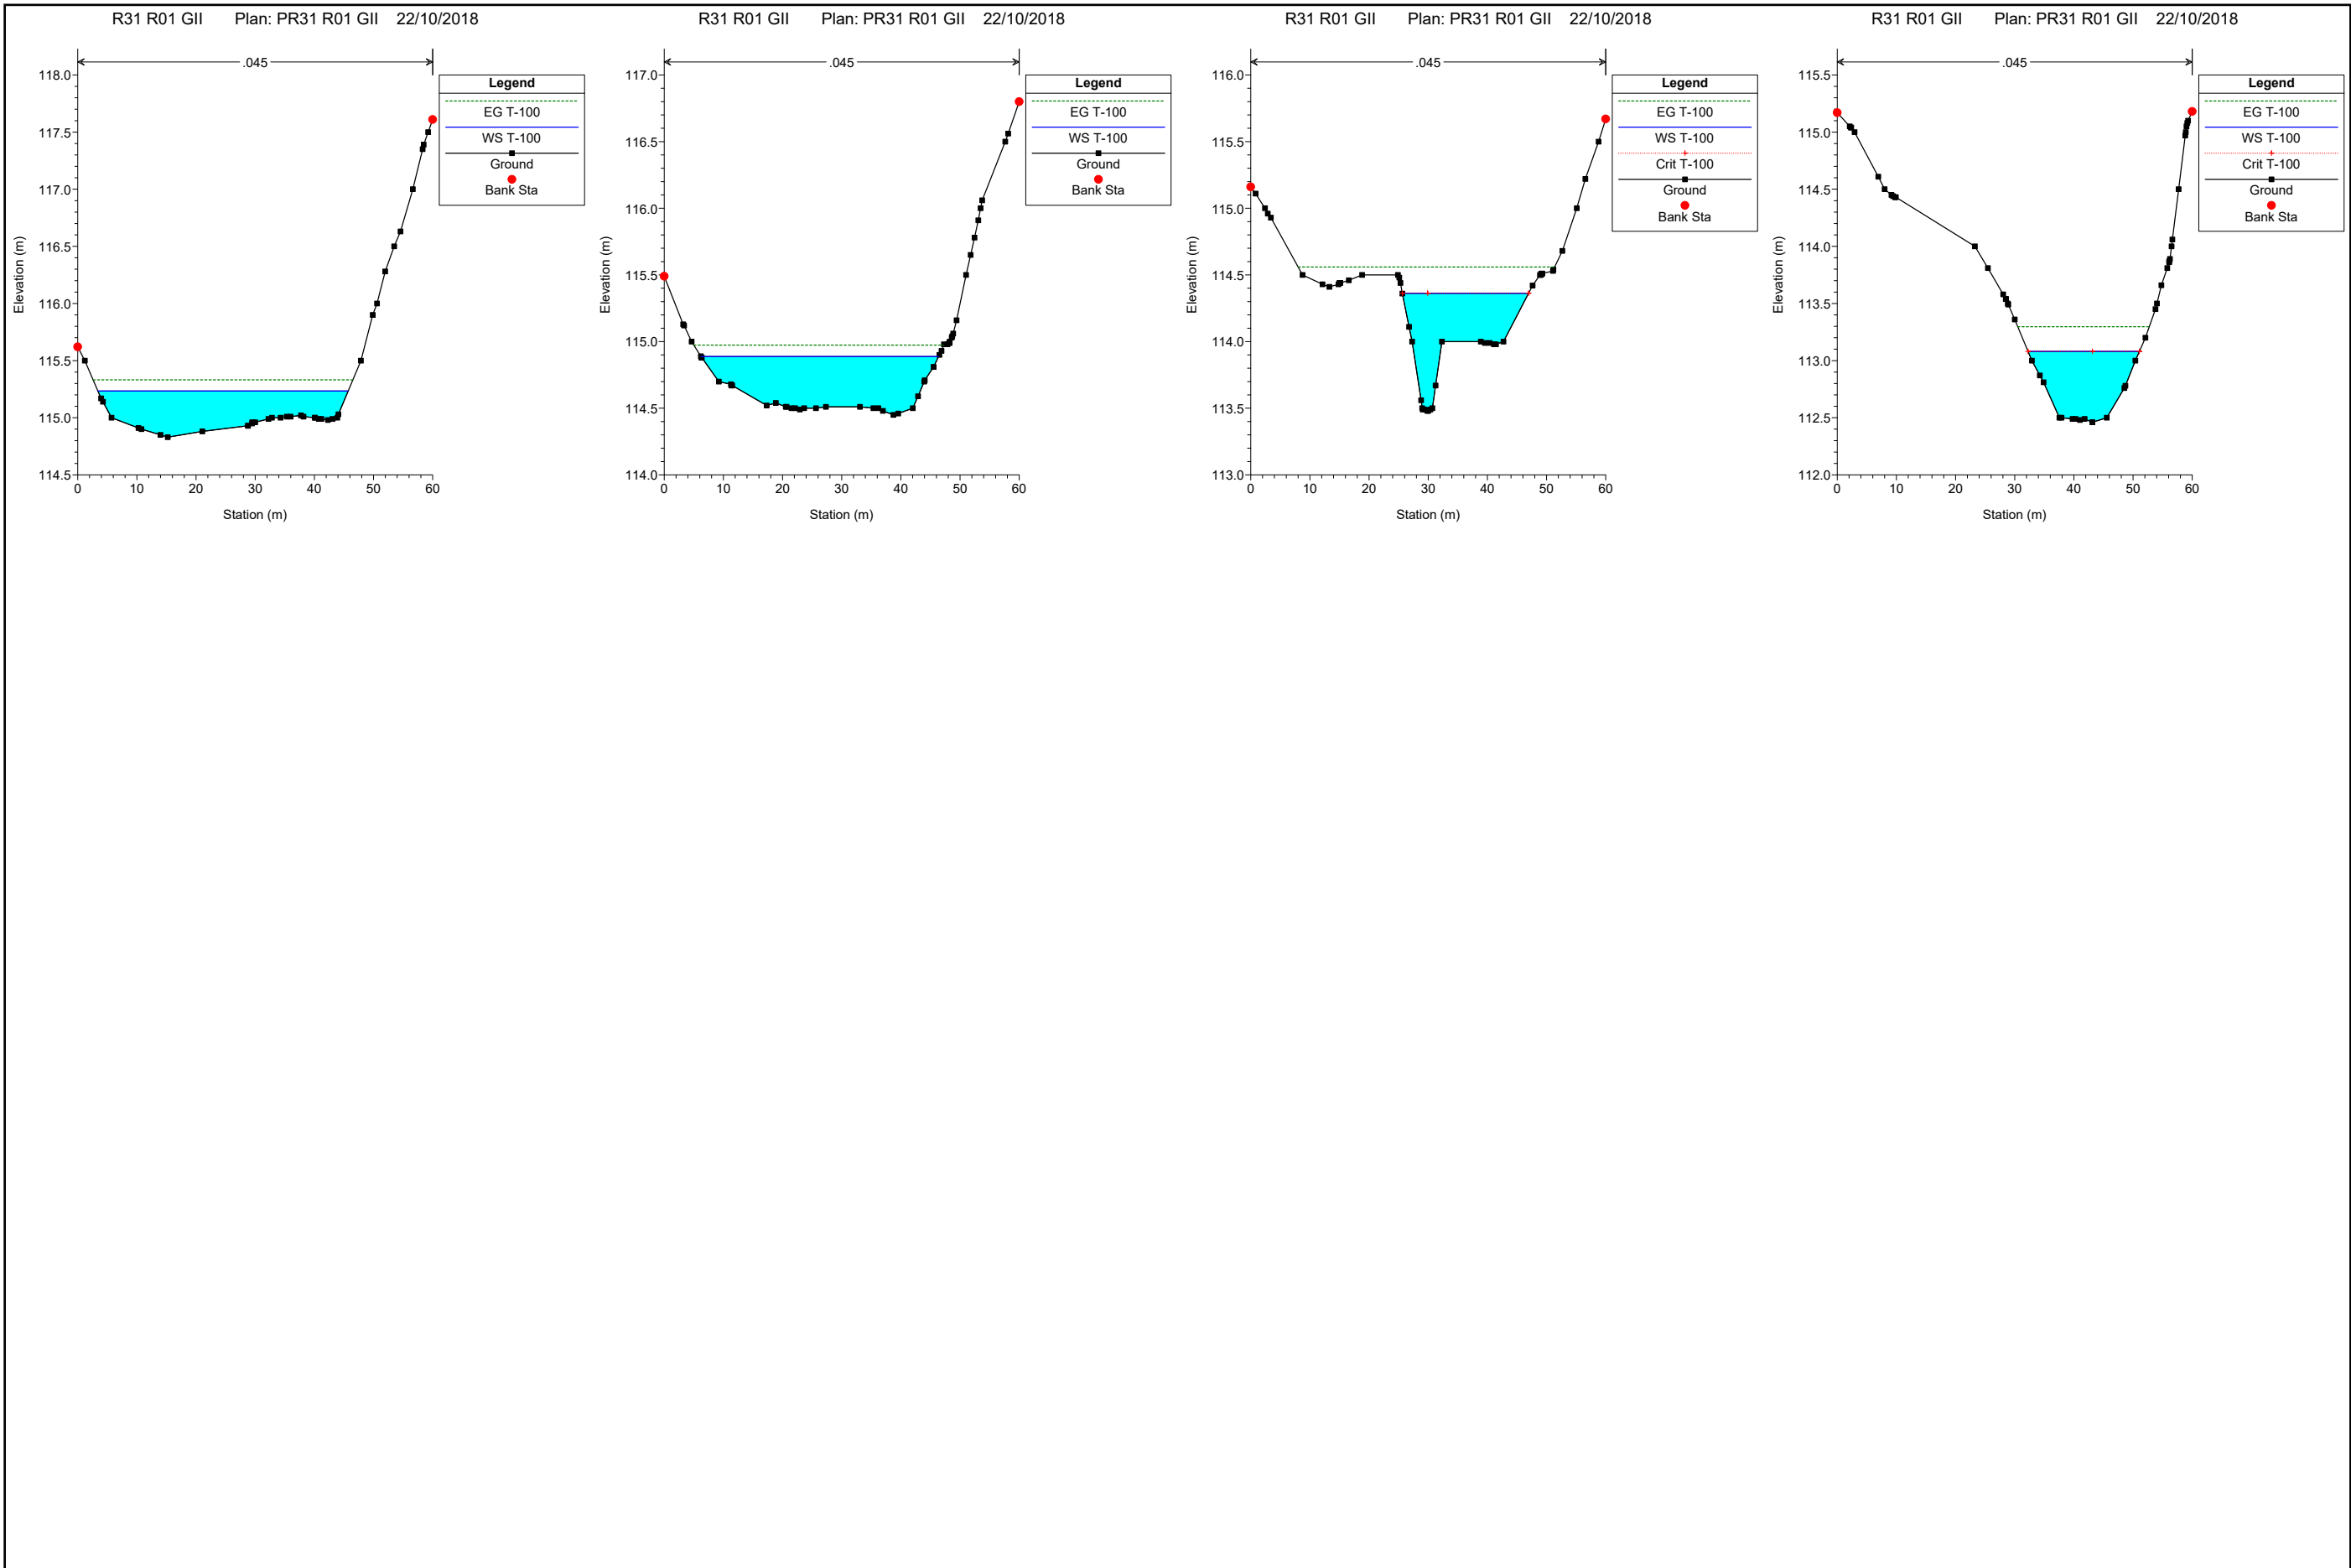 R31 R01 GII Plan: PR31 R01 GII 22/10/2018
.045
118.0
117.5
117.0
116.5
116.0
115.5
115.0
114.5
Elevation (m)
0 10 20 30 40 50 60
Station (m)
Legend
EG T-100
WS T-100
Ground
Bank Sta
R31 R01 GII Plan: PR31 R01 GII 22/10/2018
.045
117.0
116.5
116.0
115.5
115.0
114.5
114.0
Elevation (m)
0 10 20 30 40 50 60
Station (m)
Legend
EG T-100
WS T-100
Ground
Bank Sta
R31 R01 GII Plan: PR31 R01 GII 22/10/2018
.045
116.0
115.5
115.0
114.5
114.0
113.5
113.0
Elevation (m)
0 10 20 30 40 50 60
Station (m)
Legend
EG T-100
WS T-100
Crit T-100
Ground
Bank Sta
R31 R01 GII Plan: PR31 R01 GII 22/10/2018
.045
115.5
115.0
114.5
114.0
113.5
113.0
112.5
112.0
Elevation (m)
0 10 20 30 40 50 60
Station (m)
Legend
EG T-100
WS T-100
Crit T-100
Ground
Bank Sta